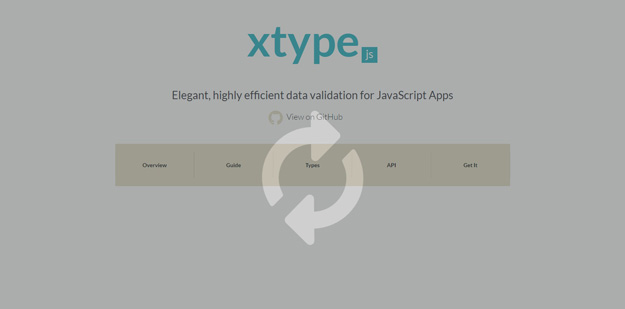 xtype js
Elegant, highly efficient data validation for JavaScript Apps
View on GitHub
Overview Guide Types API Get It